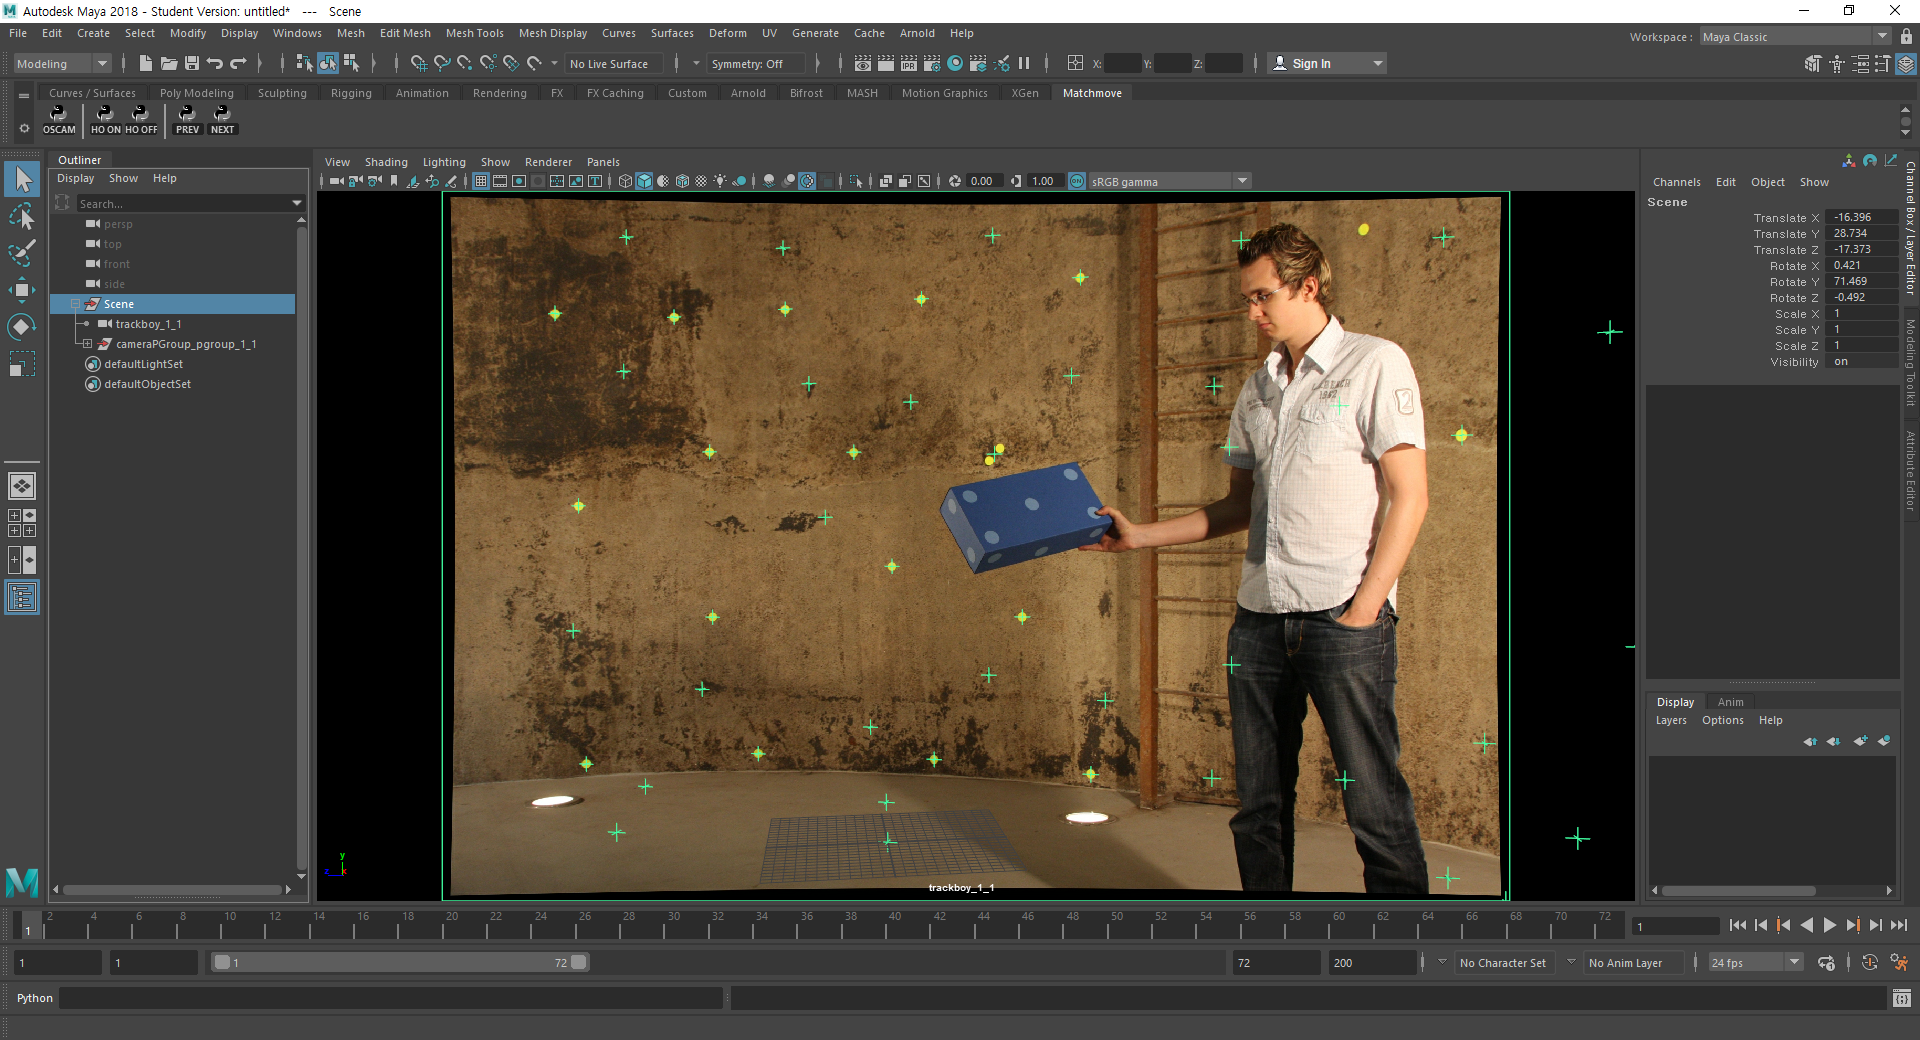 Autodesk Maya 2018 - Student Version: untitled*   ---   Scene
File Edit Create Select Modify Display Windows Mesh Edit Mesh Mesh Tools Mesh Display Curves Surfaces Deform UV Generate Cache Arnold Help
Workspace : Maya Classic
Modeling No Live Surface Symmetry: Off IPR X: Y: Z: Sign In
Curves / Surfaces Poly Modeling Sculpting Rigging Animation Rendering FX FX Caching Custom Arnold Bifrost MASH Motion Graphics XGen Matchmove
OSCAM HO ON HO OFF PREV NEXT
Outliner
Display Show Help
Search...
persp
top
front
side
Scene
trackboy_1_1
cameraPGroup_pgroup_1_1
defaultLightSet
defaultObjectSet
View Shading Lighting Show Renderer Panels
0.00 1.00 ON sRGB gamma
1962
2
y
trackboy_1_1
Channels Edit Object Show
Scene
Translate X -16.396
Translate Y 28.734
Translate Z -17.373
Rotate X 0.421
Rotate Y 71.469
Rotate Z -0.492
Scale X 1
Scale Y 1
Scale Z 1
Visibility on
Channel Box / Layer Editor
Modeling Toolkit
Attribute Editor
Display Anim
Layers Options Help
2 4 6 8 10 12 14 16 18 20 22 24 26 28 30 32 34 36 38 40 42 44 46 48 50 52 54 56 58 60 62 64 66 68 70 72
1 1
1 1 1 72 72 200 No Character Set No Anim Layer 24 fps
Python